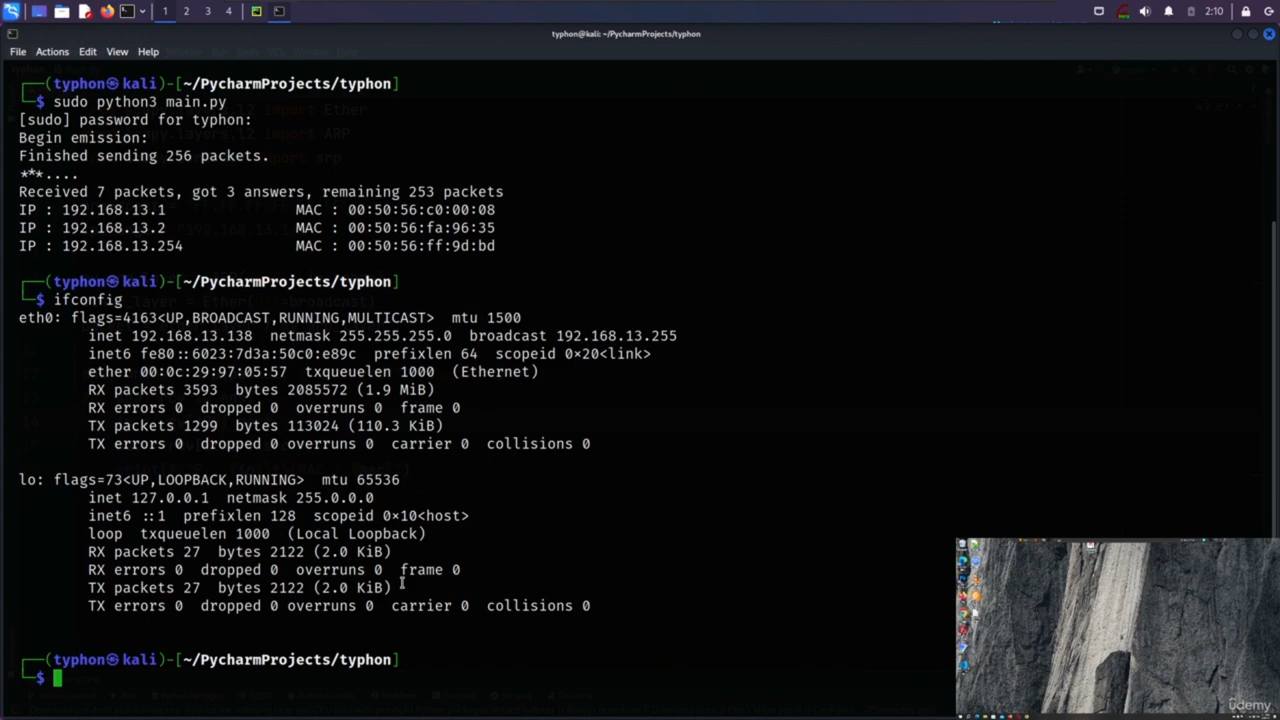 1 2 3 4
2:10
typhon@kali: ~/PycharmProjects/typhon
File Actions Edit View Help
┌──(typhon㉿kali)-[~/PycharmProjects/typhon]
└─$ sudo python3 main.py
[sudo] password for typhon:
Begin emission:
Finished sending 256 packets.
***....
Received 7 packets, got 3 answers, remaining 253 packets
IP : 192.168.13.1 MAC : 00:50:56:c0:00:08
IP : 192.168.13.2 MAC : 00:50:56:fa:96:35
IP : 192.168.13.254 MAC : 00:50:56:ff:9d:bd
┌──(typhon㉿kali)-[~/PycharmProjects/typhon]
└─$ ifconfig
eth0: flags=4163<UP,BROADCAST,RUNNING,MULTICAST> mtu 1500
inet 192.168.13.138 netmask 255.255.255.0 broadcast 192.168.13.255
inet6 fe80::6023:7d3a:50c0:e89c prefixlen 64 scopeid 0×20<link>
ether 00:0c:29:97:05:57 txqueuelen 1000 (Ethernet)
RX packets 3593 bytes 2085572 (1.9 MiB)
RX errors 0 dropped 0 overruns 0 frame 0
TX packets 1299 bytes 113024 (110.3 KiB)
TX errors 0 dropped 0 overruns 0 carrier 0 collisions 0
lo: flags=73<UP,LOOPBACK,RUNNING> mtu 65536
inet 127.0.0.1 netmask 255.0.0.0
inet6 ::1 prefixlen 128 scopeid 0×10<host>
loop txqueuelen 1000 (Local Loopback)
RX packets 27 bytes 2122 (2.0 KiB)
RX errors 0 dropped 0 overruns 0 frame 0
TX packets 27 bytes 2122 (2.0 KiB)
TX errors 0 dropped 0 overruns 0 carrier 0 collisions 0
┌──(typhon㉿kali)-[~/PycharmProjects/typhon]
└─$
udemy